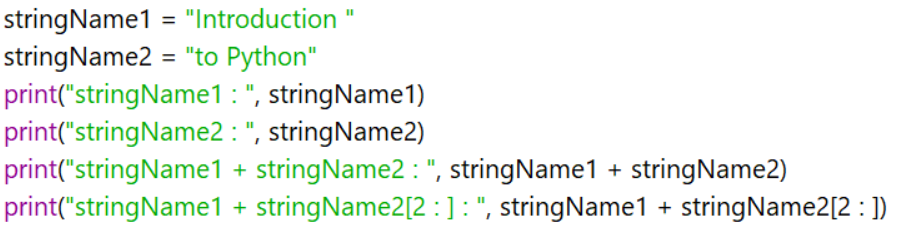 stringName1 = "Introduction "
stringName2 = "to Python"
print("stringName1 : ", stringName1)
print("stringName2 : ", stringName2)
print("stringName1 + stringName2 : ", stringName1 + stringName2)
print("stringName1 + stringName2[2 : ] : ", stringName1 + stringName2[2 : ])